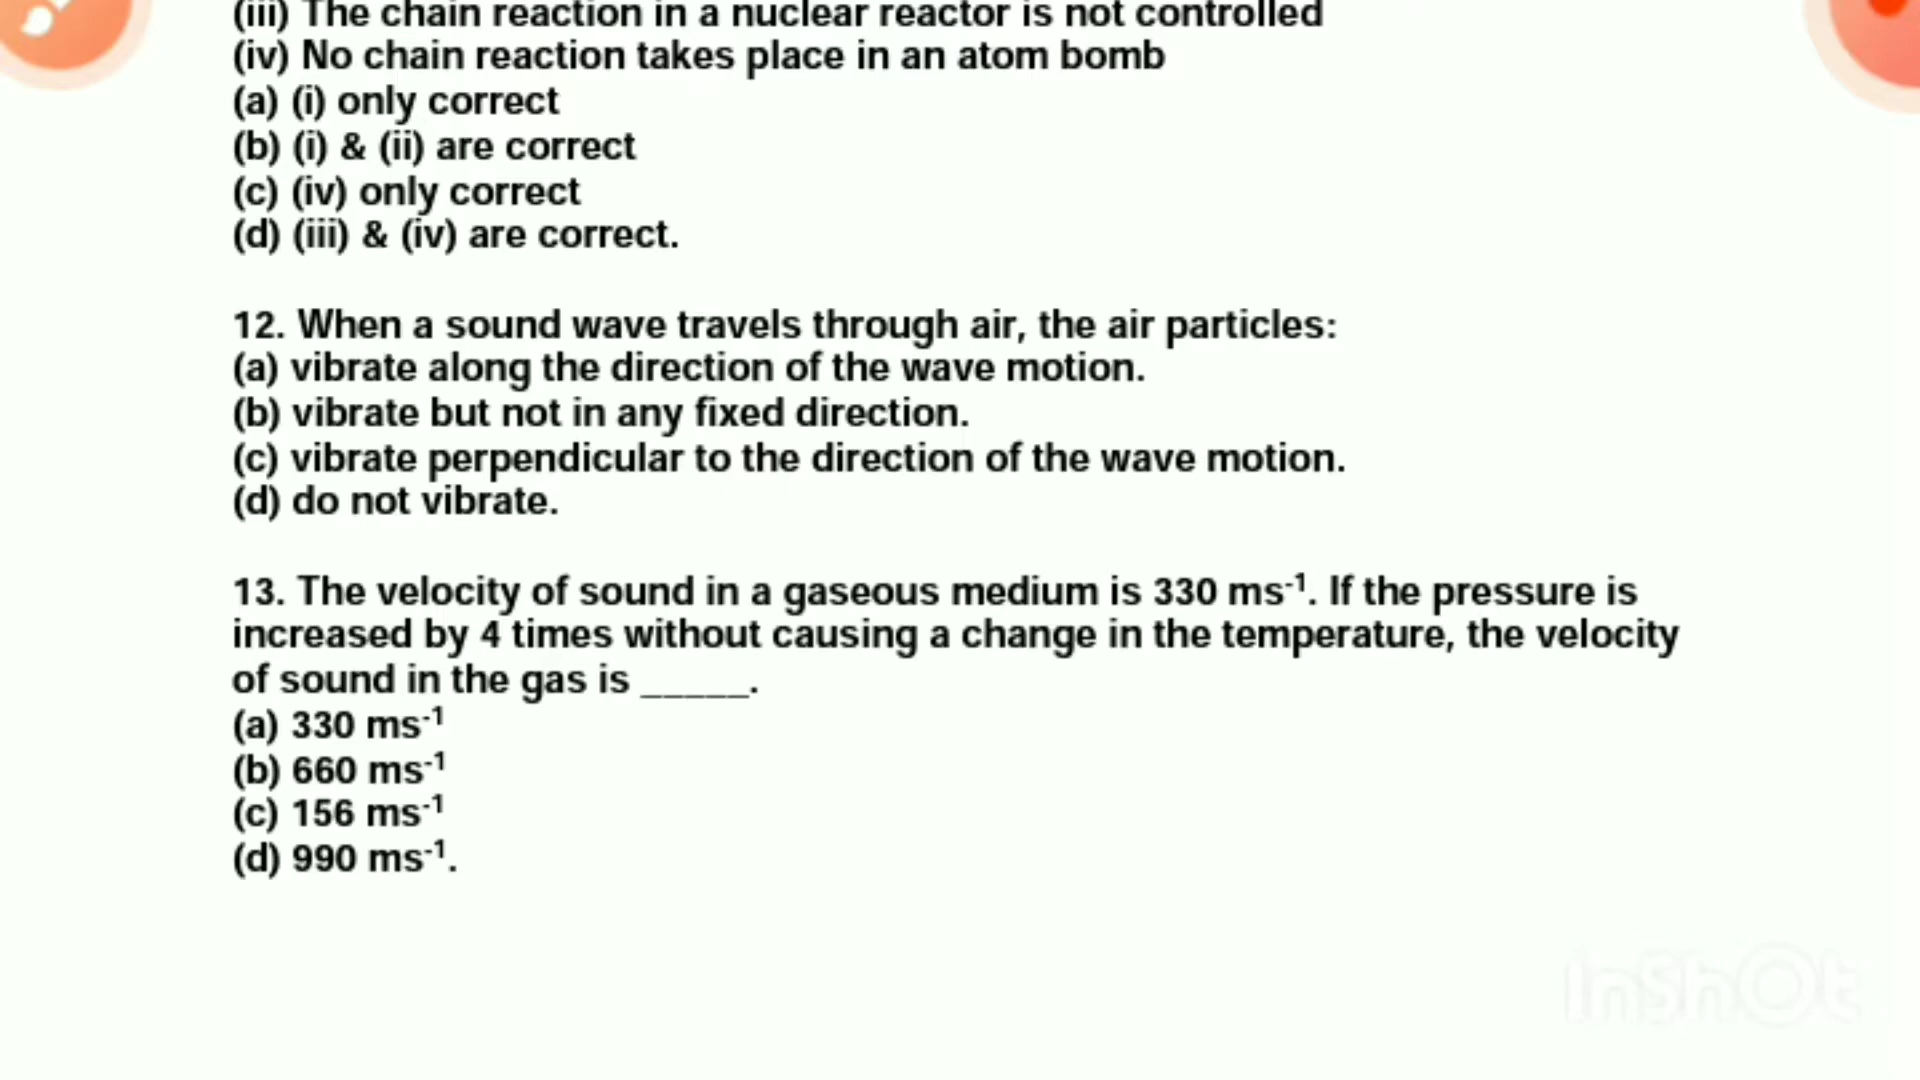 (iii) The chain reaction in a nuclear reactor is not controlled
(iv) No chain reaction takes place in an atom bomb
(a) (i) only correct
(b) (i) & (ii) are correct
(c) (iv) only correct
(d) (iii) & (iv) are correct.
12. When a sound wave travels through air, the air particles:
(a) vibrate along the direction of the wave motion.
(b) vibrate but not in any fixed direction.
(c) vibrate perpendicular to the direction of the wave motion.
(d) do not vibrate.
13. The velocity of sound in a gaseous medium is 330 ms⁻¹. If the pressure is
increased by 4 times without causing a change in the temperature, the velocity
of sound in the gas is _____.
(a) 330 ms⁻¹
(b) 660 ms⁻¹
(c) 156 ms⁻¹
(d) 990 ms⁻¹.
InShOt